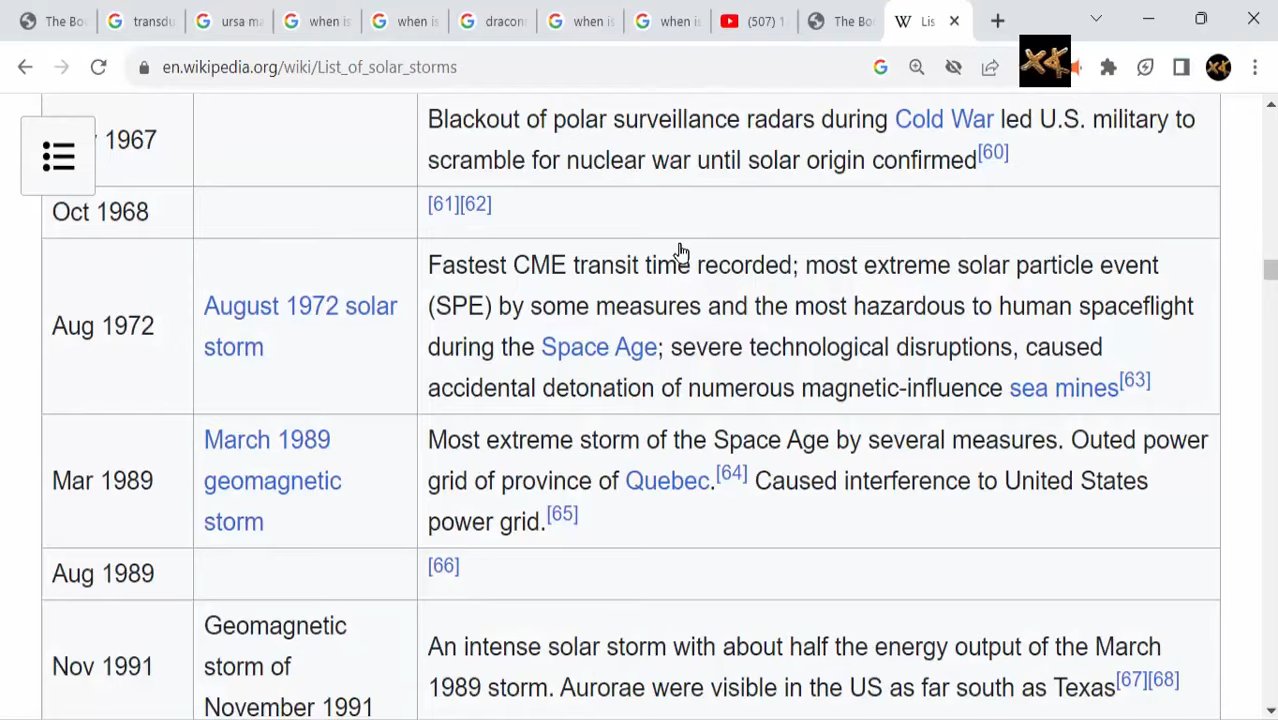 The Bo
transdu
ursa ma
when is
when is
dracon
when is
when is
(507) 1
The Bo
Lis
en.wikipedia.org/wiki/List_of_solar_storms
1967
Blackout of polar surveillance radars during Cold War led U.S. military to
scramble for nuclear war until solar origin confirmed[60]
Oct 1968
[61][62]
Aug 1972
August 1972 solar
storm
Fastest CME transit time recorded; most extreme solar particle event
(SPE) by some measures and the most hazardous to human spaceflight
during the Space Age; severe technological disruptions, caused
accidental detonation of numerous magnetic-influence sea mines[63]
Mar 1989
March 1989
geomagnetic
storm
Most extreme storm of the Space Age by several measures. Outed power
grid of province of Quebec.[64] Caused interference to United States
power grid.[65]
Aug 1989
[66]
Nov 1991
Geomagnetic
storm of
November 1991
An intense solar storm with about half the energy output of the March
1989 storm. Aurorae were visible in the US as far south as Texas[67][68]